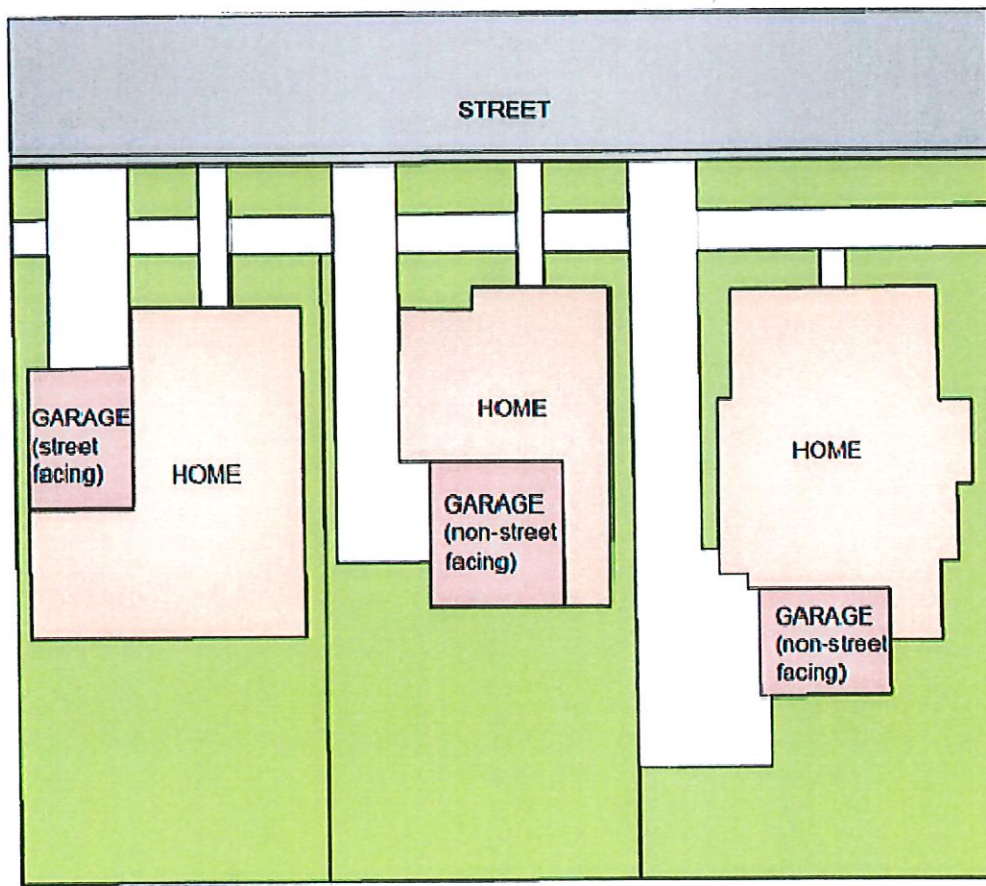 STREET
GARAGE
(street
facing)
HOME
HOME
GARAGE
(non-street
facing)
HOME
GARAGE
(non-street
facing)